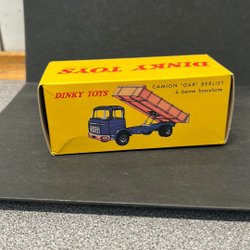 DINKY TOYS
DINKY TOYS
CAMION "GAK" BERLIET
à benne basculante